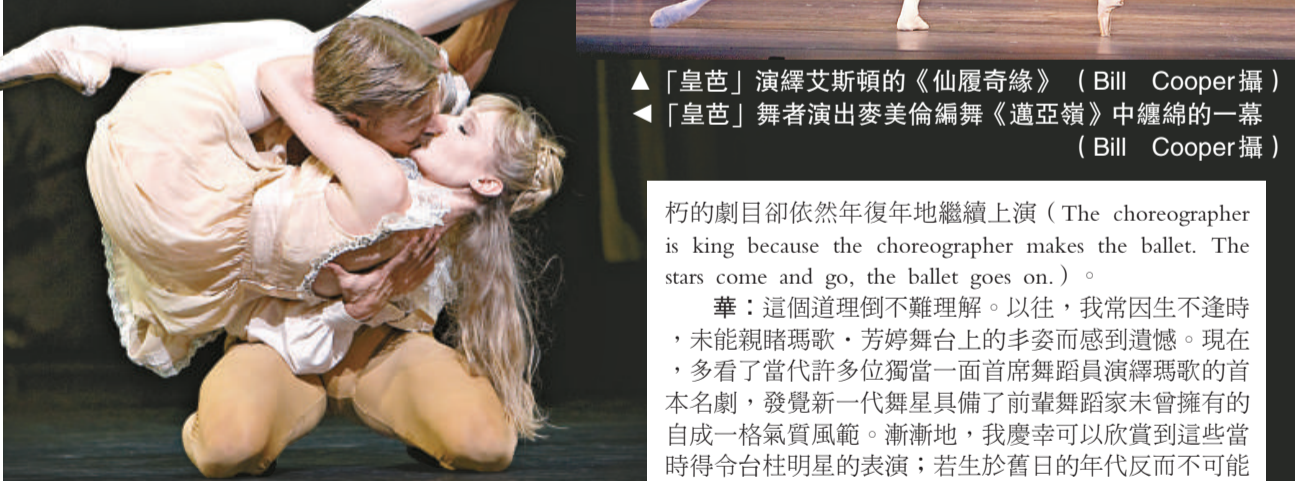 ▲「皇芭」演繹艾斯頓的《仙履奇緣》（Bill Cooper攝）
◀「皇芭」舞者演出麥美倫編舞《邁亞嶺》中纏綿的一幕
（Bill Cooper攝）
朽的劇目卻依然年復年地繼續上演（The choreographer
is king because the choreographer makes the ballet. The
stars come and go, the ballet goes on.）。
華：這個道理倒不難理解。以往，我常因生不逢時
，未能親睹瑪歌・芳婷舞台上的丰姿而感到遺憾。現在
，多看了當代許多位獨當一面首席舞蹈員演繹瑪歌的首
本名劇，發覺新一代舞星具備了前輩舞蹈家未曾擁有的
自成一格氣質風範。漸漸地，我慶幸可以欣賞到這些當
時得令台柱明星的表演；若生於舊日的年代反而不可能